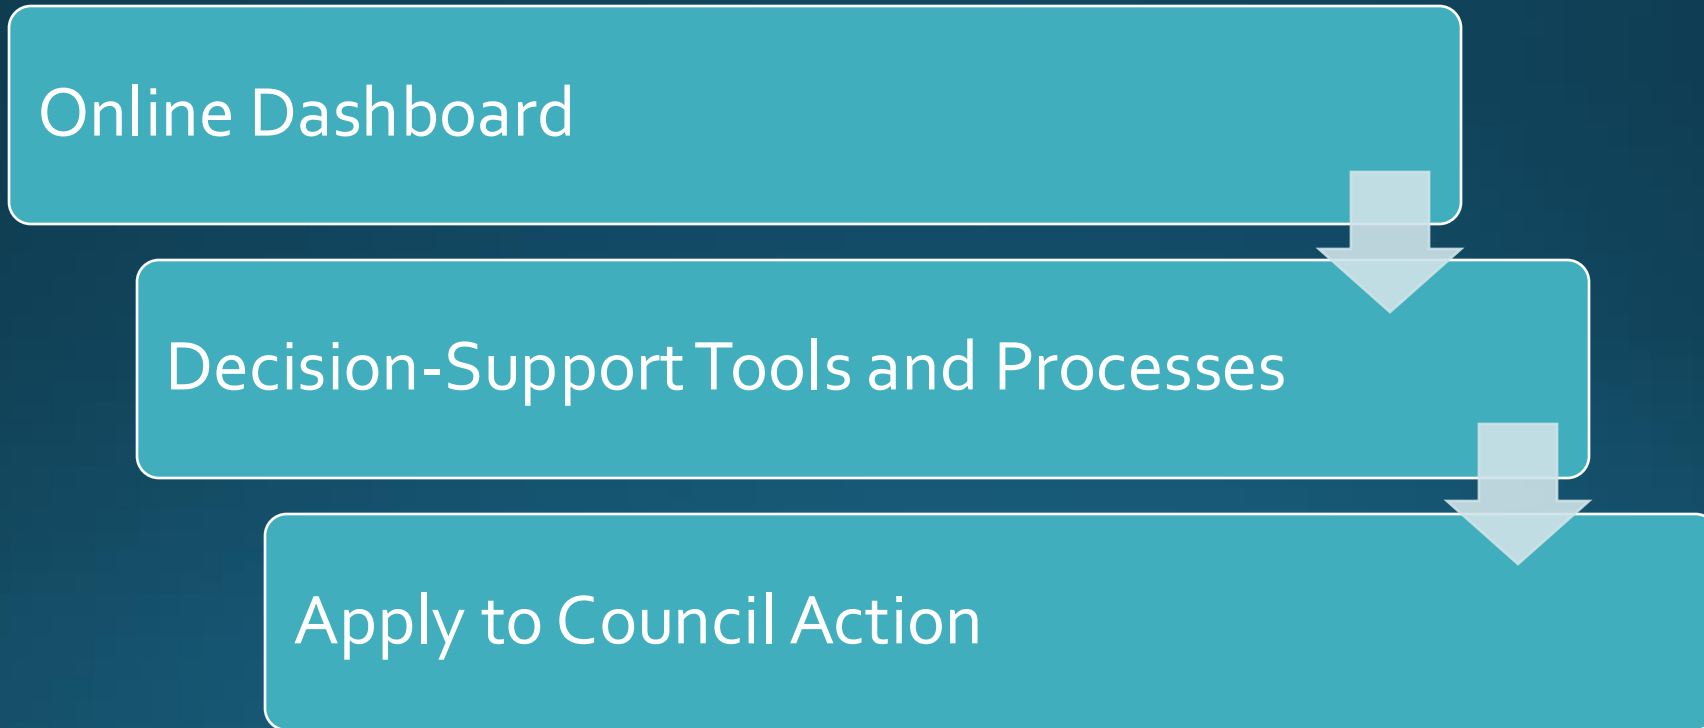 Online Dashboard
Decision-Support Tools and Processes
Apply to Council Action